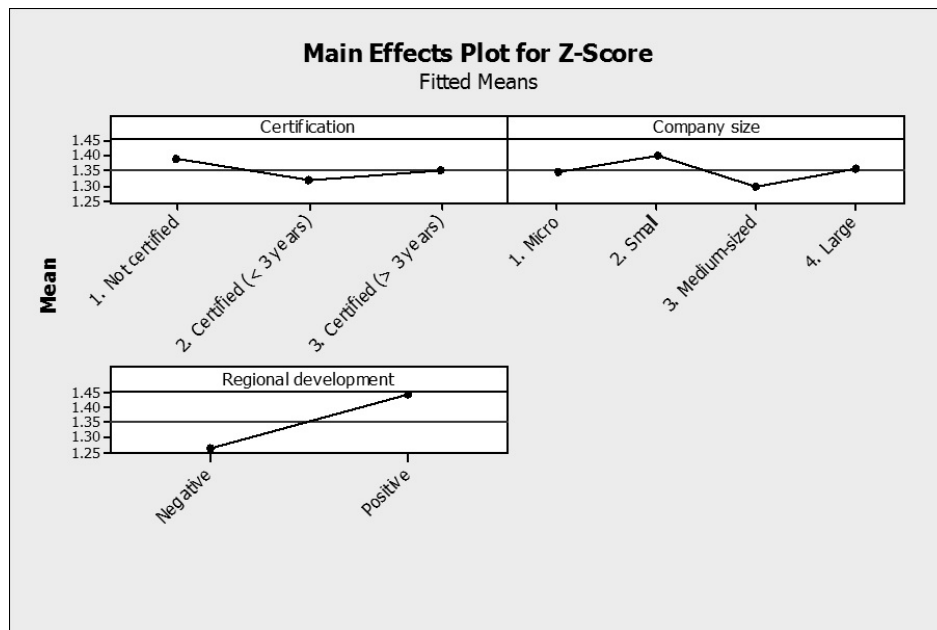 Main Effects Plot for Z-Score
Fitted Means
Certification
Company size
1.45
1.40
1.35
1.30
1.25
1. Not certified
2. Certified (< 3 years)
3. Certified (> 3 years)
1. Micro
2. Small
3. Medium-sized
4. Large
Mean
Regional development
1.45
1.40
1.35
1.30
1.25
Negative
Positive